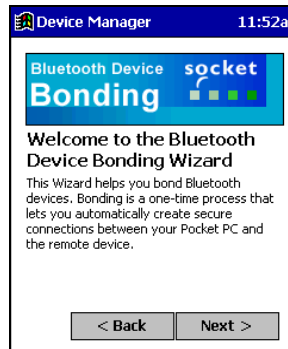 Device Manager 11:52a
Bluetooth Device socket
Bonding
Welcome to the Bluetooth
Device Bonding Wizard
This Wizard helps you bond Bluetooth
devices. Bonding is a one-time process that
lets you automatically create secure
connections between your Pocket PC and
the remote device.
< Back Next >